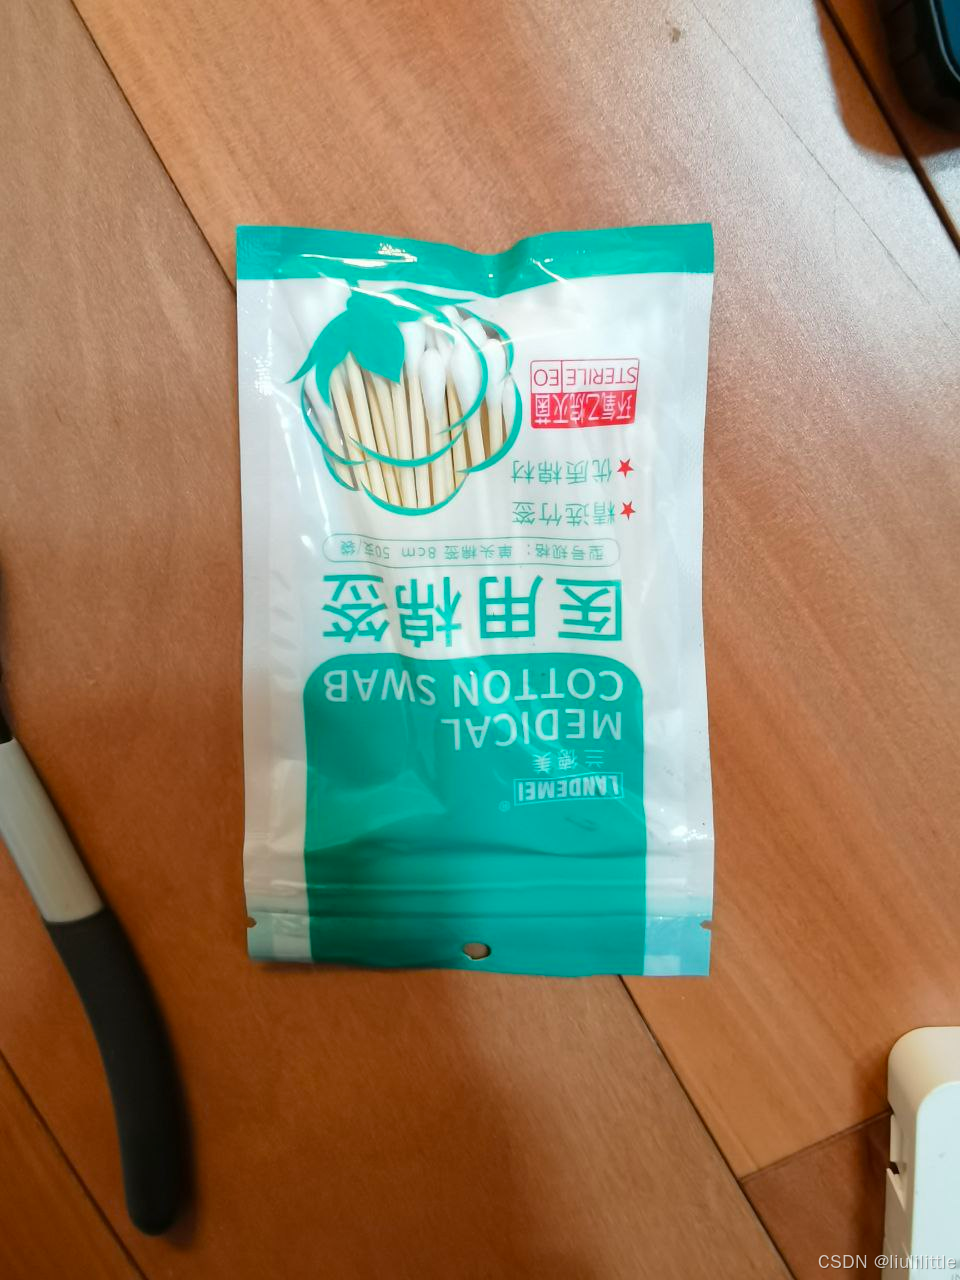 LANDEMEI®
兰德美
MEDICAL
COTTON SWAB
医用棉签
型号规格：单头棉签 8cm 50支/袋
★精选竹签
★优质棉材
环氧乙烷灭菌
STERILE EO
CSDN @liulilittle